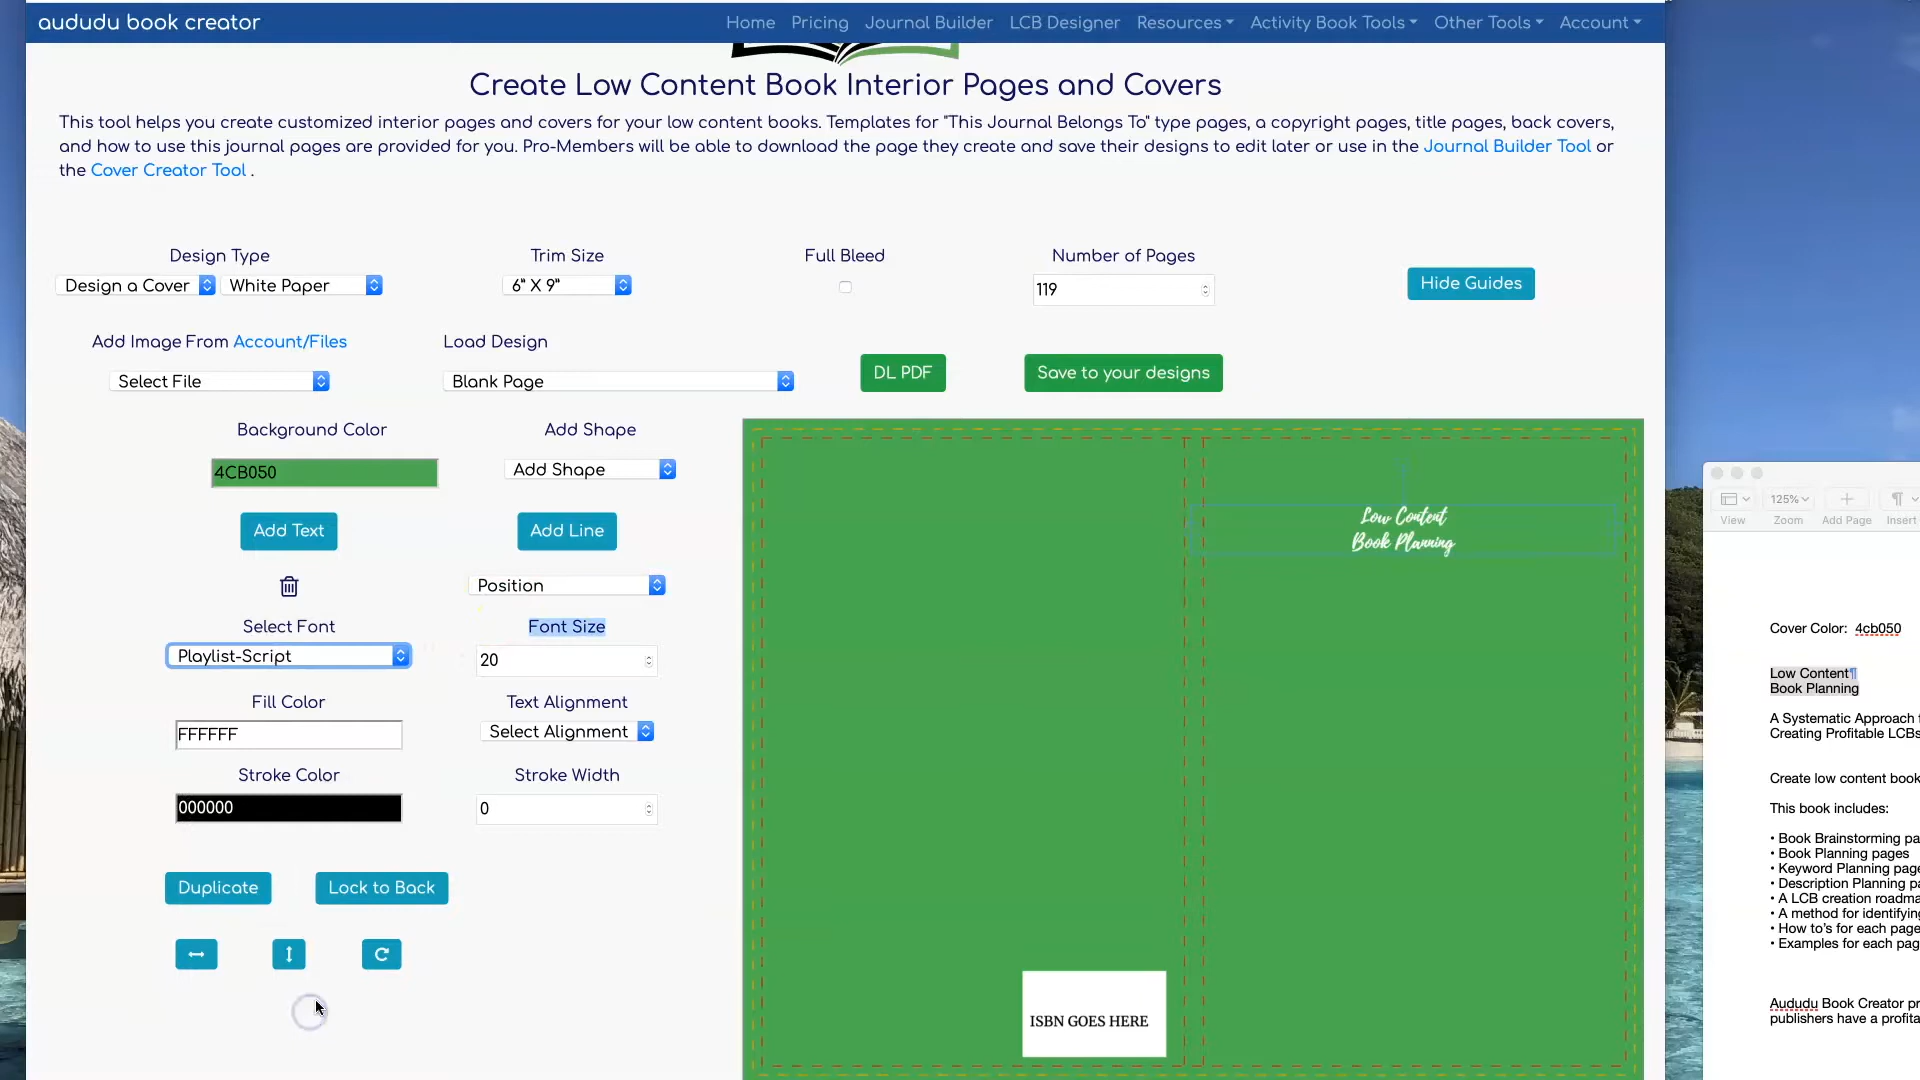 aududu book creator
Home Pricing Journal Builder LCB Designer Resources Activity Book Tools Other Tools Account
Create Low Content Book Interior Pages and Covers
This tool helps you create customized interior pages and covers for your low content books. Templates for "This Journal Belongs To" type pages, a copyright pages, title pages, back covers,
and how to use this journal pages are provided for you. Pro-Members will be able to download the page they create and save their designs to edit later or use in the Journal Builder Tool or
the Cover Creator Tool .
Design Type
Trim Size
Full Bleed
Number of Pages
Design a Cover
White Paper
6” X 9”
119
Hide Guides
Add Image From Account/Files
Load Design
Select File
Blank Page
DL PDF
Save to your designs
Background Color
Add Shape
4CB050
Add Shape
Add Text
Add Line
Position
Select Font
Font Size
Playlist-Script
20
Fill Color
Text Alignment
FFFFFF
Select Alignment
Stroke Color
Stroke Width
000000
0
Duplicate
Lock to Back
Low Content
Book Planning
ISBN GOES HERE
125%
View Zoom Add Page Insert
Cover Color: 4cb050
Low Content¶
Book Planning
A Systematic Approach
Creating Profitable LCBs
Create low content book
This book includes:
• Book Brainstorming pa
• Book Planning pages
• Keyword Planning page
• Description Planning pa
• A LCB creation roadma
• A method for identifying
• How to’s for each page
• Examples for each pag
Aududu Book Creator pr
publishers have a profita